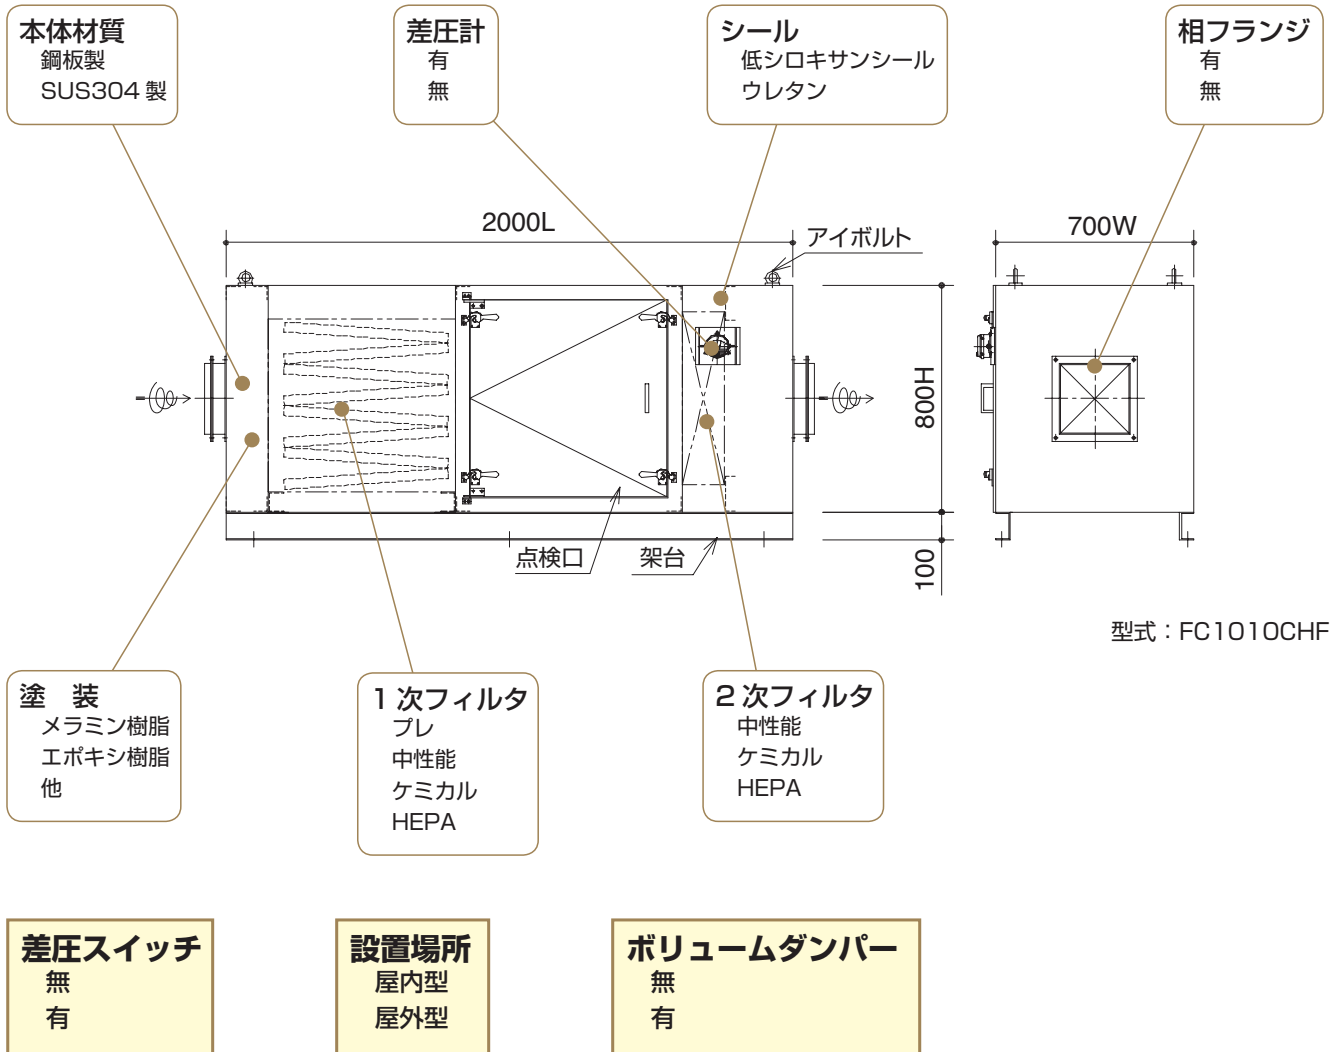 本体材質
鋼板製
SUS304 製
差圧計
有
無
シール
低シロキサンシール
ウレタン
相フランジ
有
無
2000L
アイボルト
700W
800H
100
点検口
架台
型式：FC1010CHF
塗　装
メラミン樹脂
エポキシ樹脂
他
1 次フィルタ
プレ
中性能
ケミカル
HEPA
2 次フィルタ
中性能
ケミカル
HEPA
差圧スイッチ
無
有
設置場所
屋内型
屋外型
ボリュームダンパー
無
有